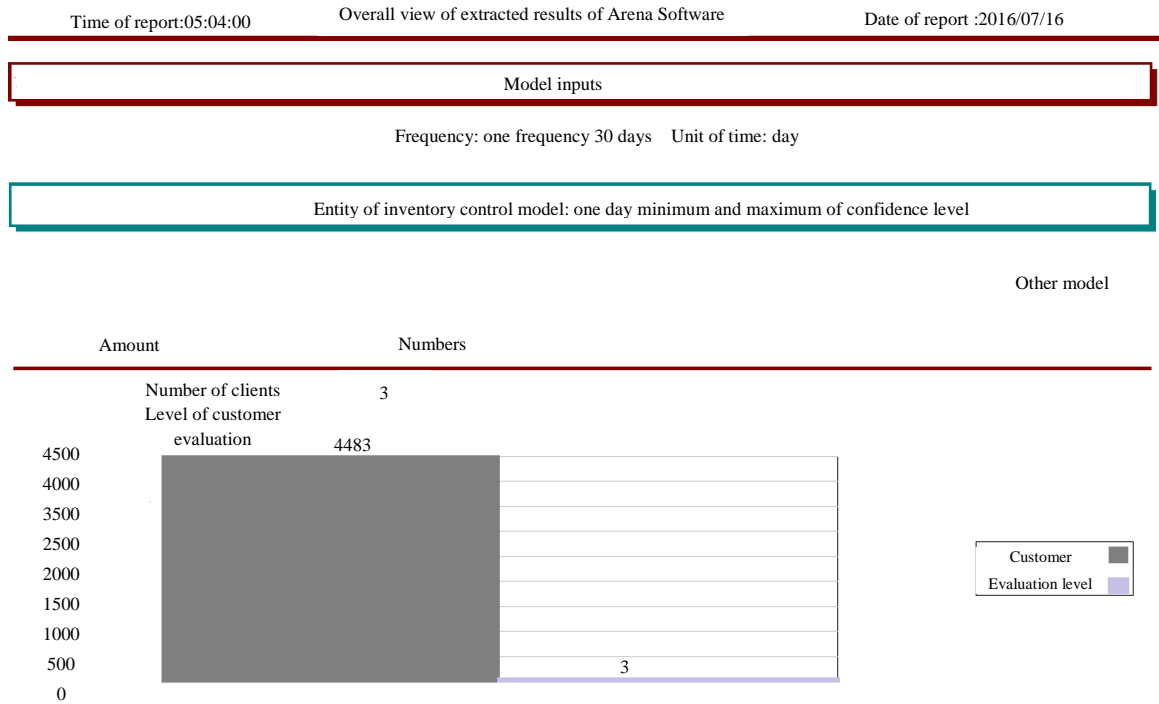 Time of report:05:04:00
Overall view of extracted results of Arena Software
Date of report :2016/07/16
Model inputs
Frequency: one frequency 30 days Unit of time: day
Entity of inventory control model: one day minimum and maximum of confidence level
Other model
Amount
Numbers
Number of clients
3
Level of customer
evaluation
4483
4500
4000
3500
2500
2000
1500
1000
500
0
3
Customer
Evaluation level